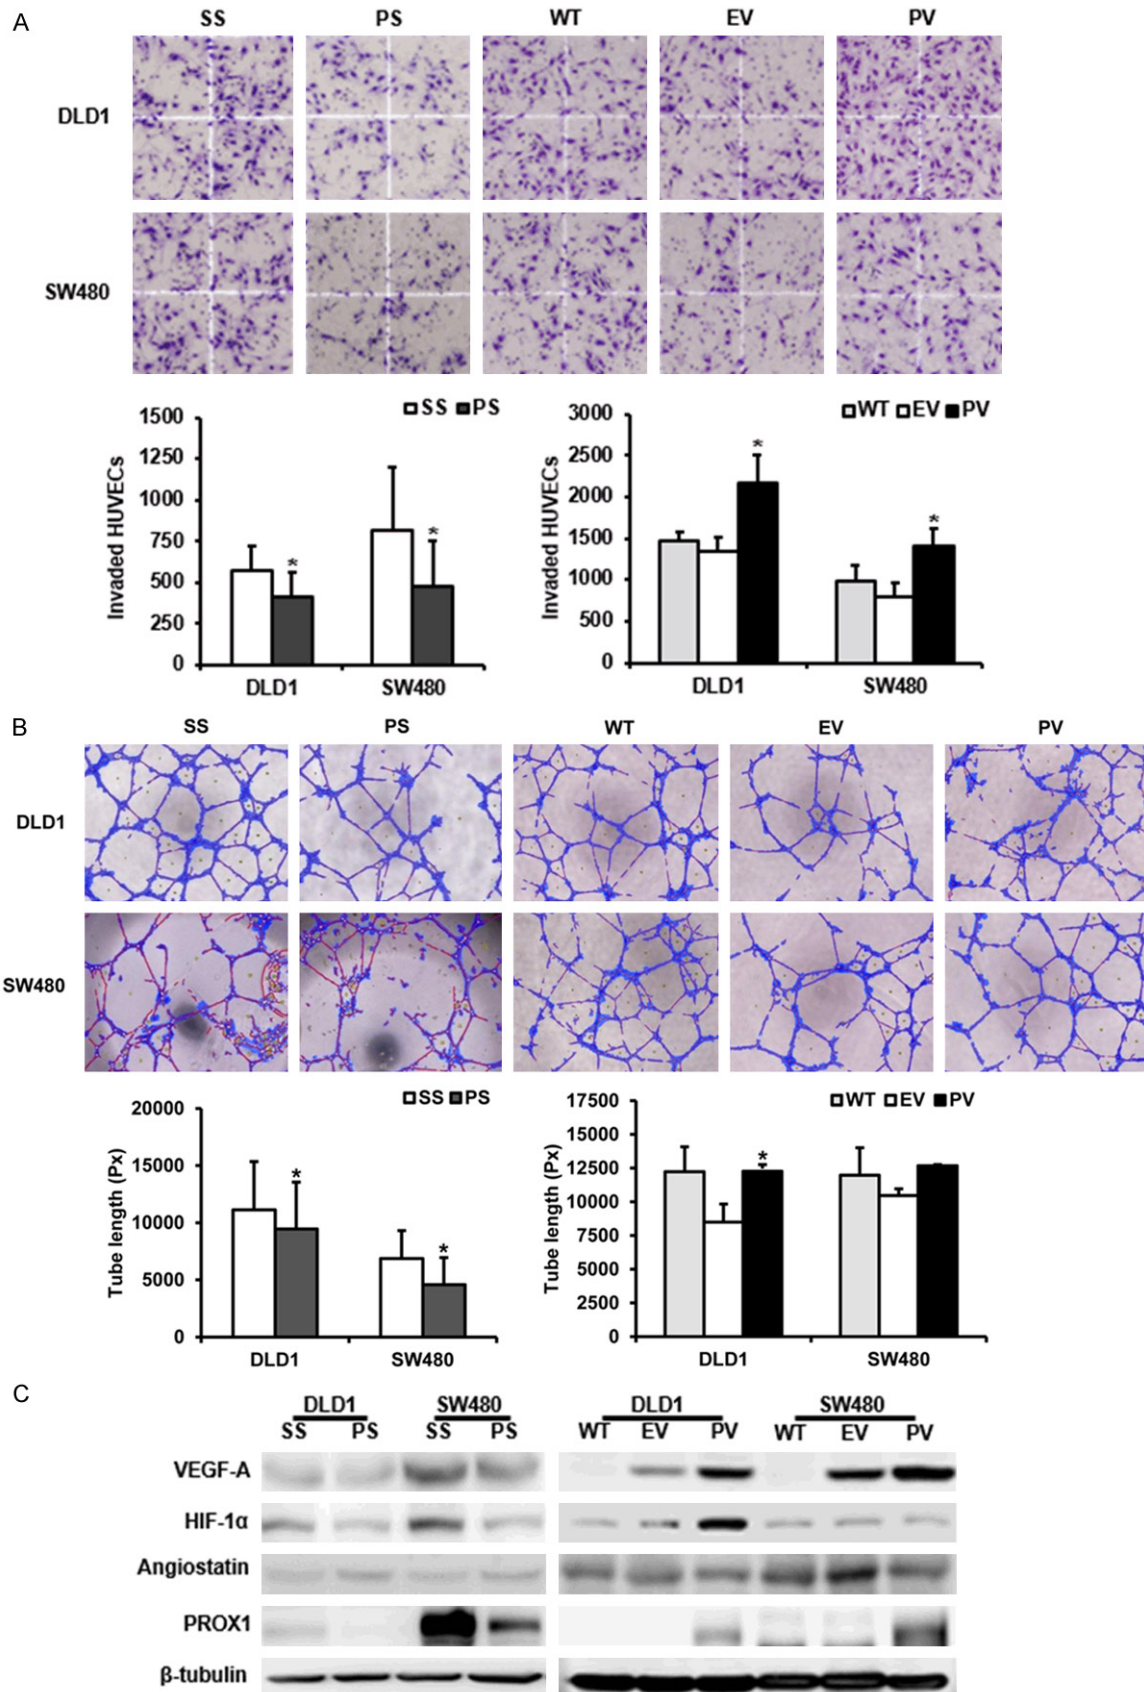 A
SS PS WT EV PV
DLD1
SW480
1500
1250
1000
750
500
250
0
Invaded HUVECs
SS PS
* *
DLD1 SW480
3000
2500
2000
1500
1000
500
0
Invaded HUVECs
WT EV PV
* *
DLD1 SW480
B
SS PS WT EV PV
DLD1
SW480
20000
15000
10000
5000
0
Tube length (Px)
SS PS
* *
DLD1 SW480
17500
15000
12500
10000
7500
5000
2500
0
Tube length (Px)
WT EV PV
*
DLD1 SW480
C
DLD1 SW480 DLD1 SW480
SS PS SS PS WT EV PV WT EV PV
VEGF-A
HIF-1α
Angiostatin
PROX1
β-tubulin